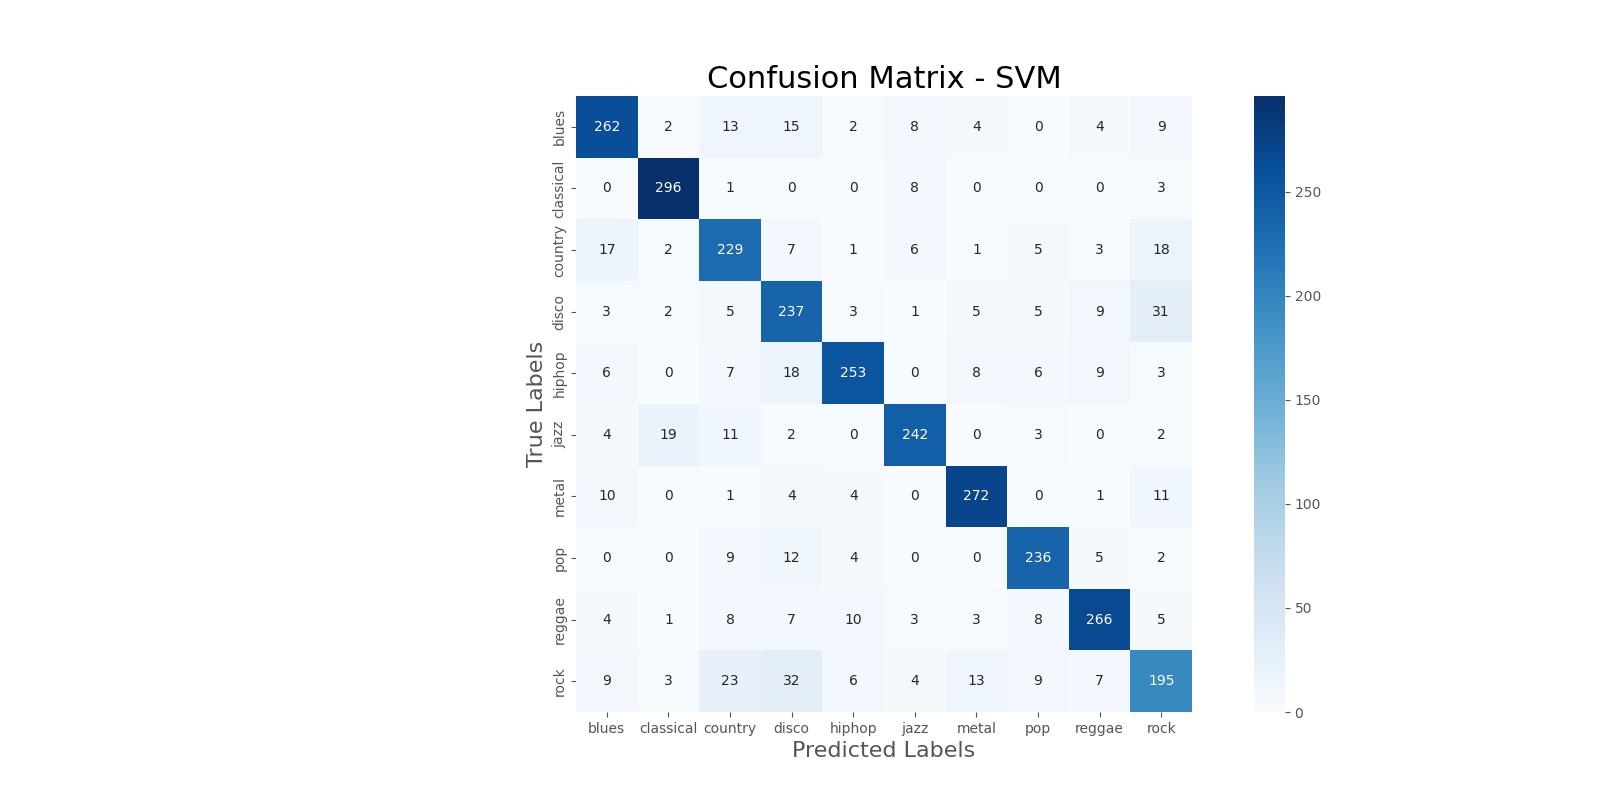 Confusion Matrix - SVM
blues 262 2 13 15 2 8 4 0 4 9
classical 0 296 1 0 0 8 0 0 0 3
country 17 2 229 7 1 6 1 5 3 18
disco 3 2 5 237 3 1 5 5 9 31
hiphop 6 0 7 18 253 0 8 6 9 3
jazz 4 19 11 2 0 242 0 3 0 2
metal 10 0 1 4 4 0 272 0 1 11
pop 0 0 9 12 4 0 0 236 5 2
reggae 4 1 8 7 10 3 3 8 266 5
rock 9 3 23 32 6 4 13 9 7 195
True Labels
blues classical country disco hiphop jazz metal pop reggae rock
Predicted Labels
250
200
150
100
50
0